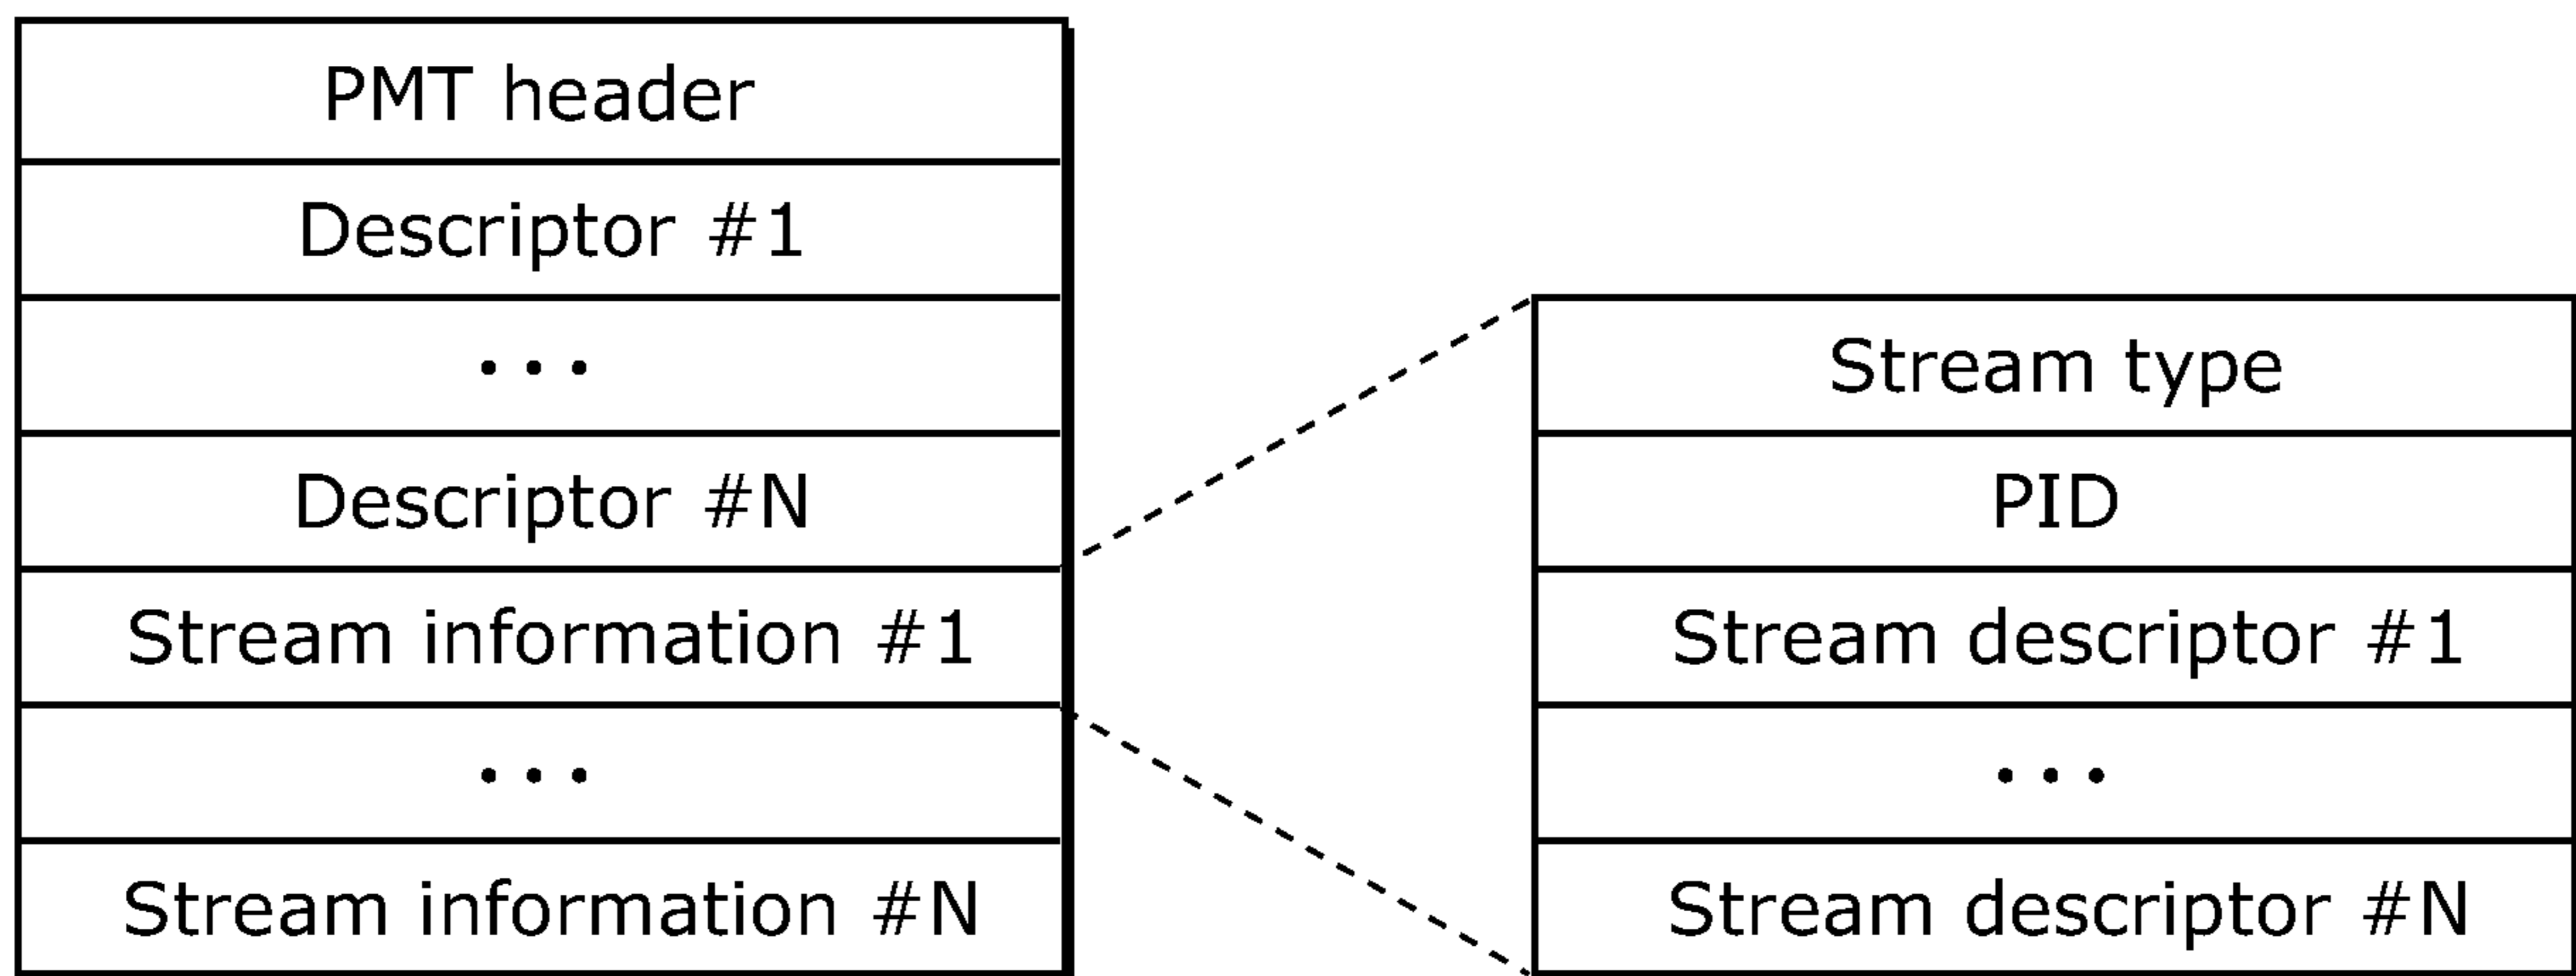 PMT header
Descriptor #1
...
Descriptor #N
Stream information #1
...
Stream information #N
Stream type
PID
Stream descriptor #1
...
Stream descriptor #N